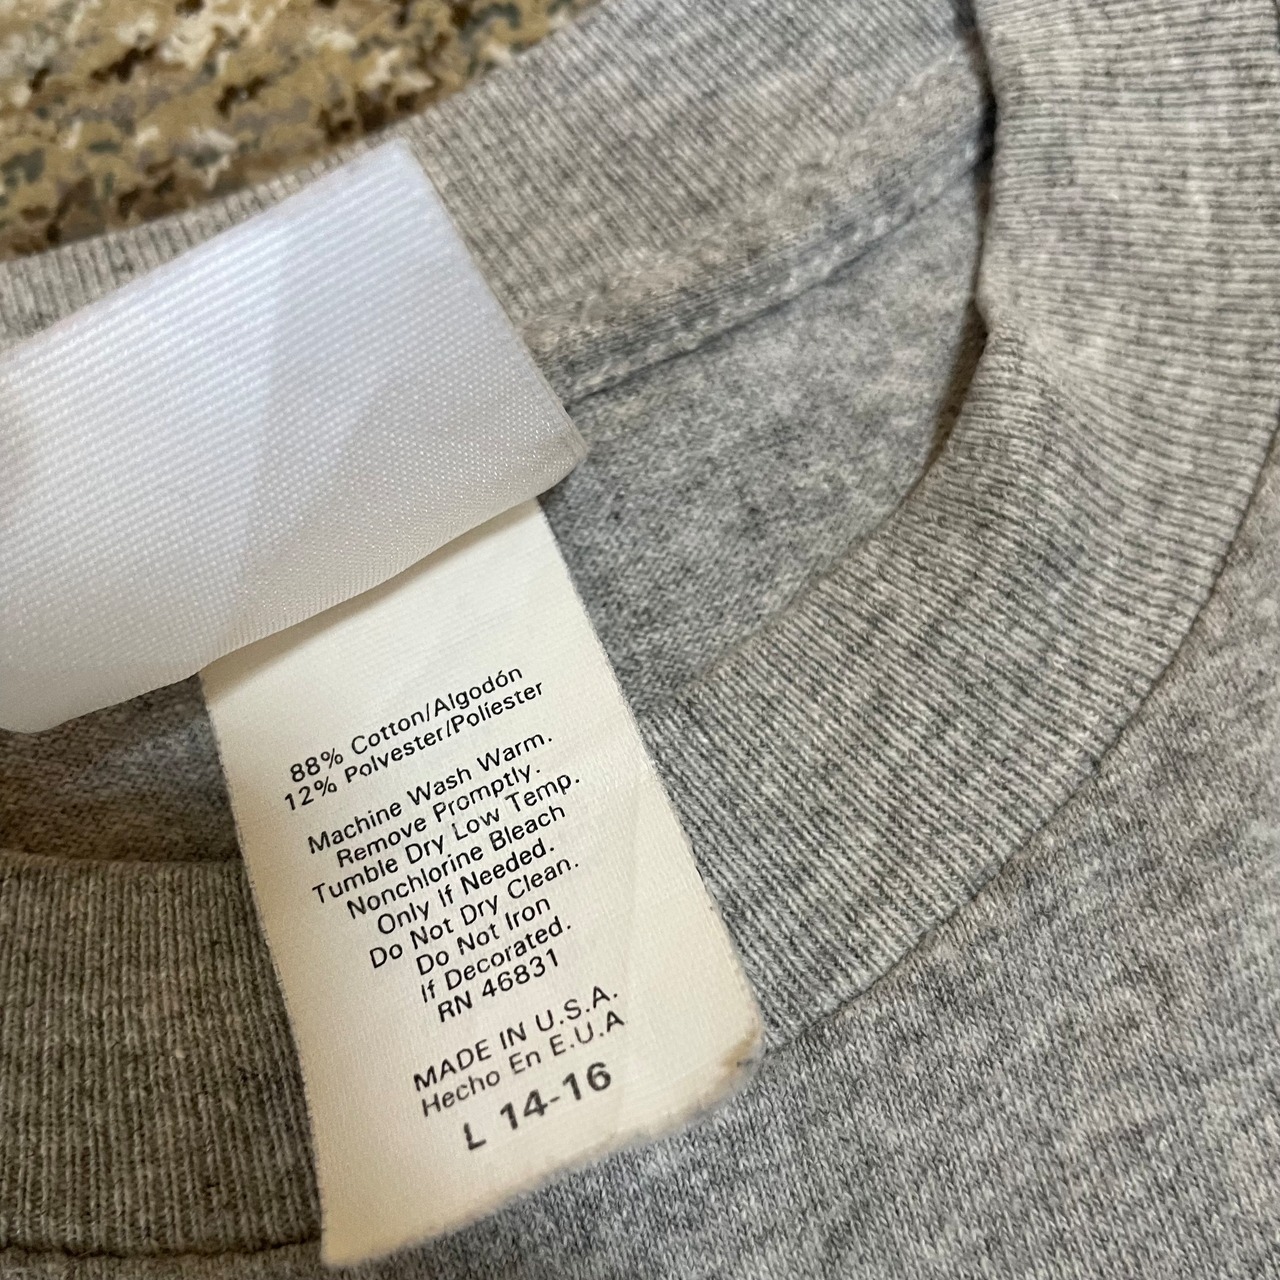 88% Cotton/Algodón
12% Polyester/Poliester
Machine Wash Warm.
Remove Promptly.
Tumble Dry Low Temp.
Nonchlorine Bleach
Only If Needed.
Do Not Dry Clean.
Do Not Iron
If Decorated.
RN 46831
MADE IN U.S.A.
Hecho En E.U.A
L 14-16